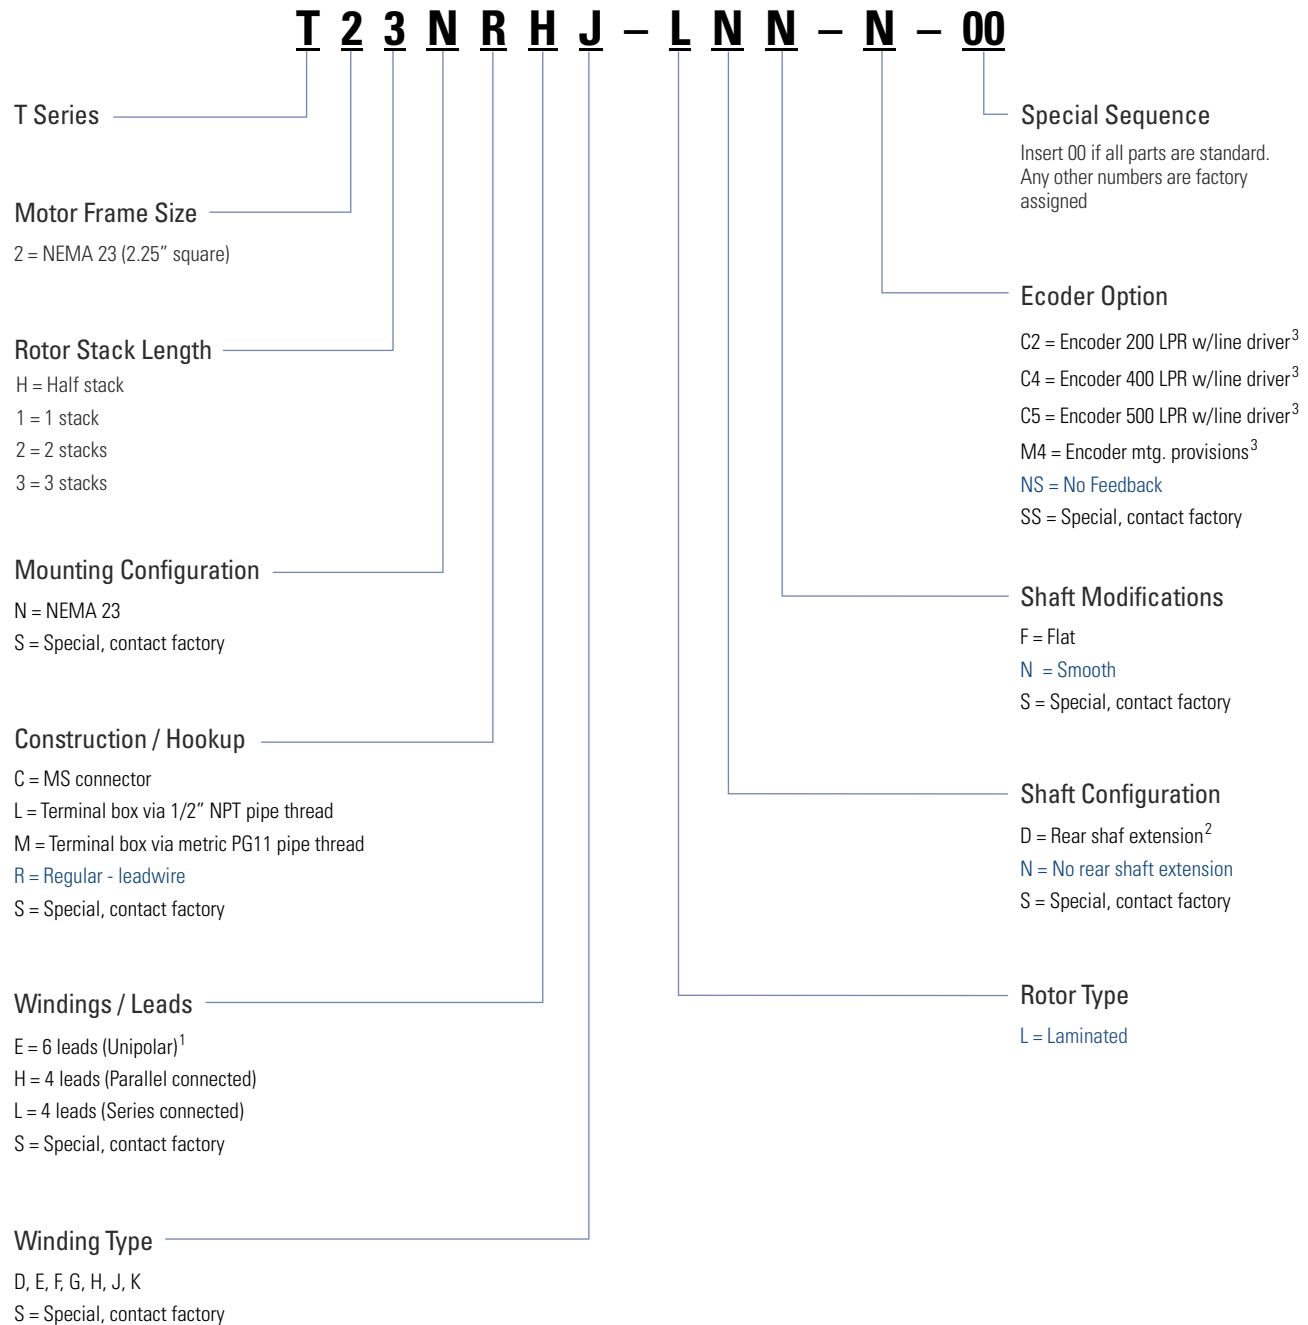 T 2 3 N R H J – L N N – N – 00
T Series
Motor Frame Size
2 = NEMA 23 (2.25" square)
Rotor Stack Length
H = Half stack
1 = 1 stack
2 = 2 stacks
3 = 3 stacks
Mounting Configuration
N = NEMA 23
S = Special, contact factory
Construction / Hookup
C = MS connector
L = Terminal box via 1/2" NPT pipe thread
M = Terminal box via metric PG11 pipe thread
R = Regular - leadwire
S = Special, contact factory
Windings / Leads
E = 6 leads (Unipolar)1
H = 4 leads (Parallel connected)
L = 4 leads (Series connected)
S = Special, contact factory
Winding Type
D, E, F, G, H, J, K
S = Special, contact factory
Special Sequence
Insert 00 if all parts are standard.
Any other numbers are factory
assigned
Ecoder Option
C2 = Encoder 200 LPR w/line driver3
C4 = Encoder 400 LPR w/line driver3
C5 = Encoder 500 LPR w/line driver3
M4 = Encoder mtg. provisions3
NS = No Feedback
SS = Special, contact factory
Shaft Modifications
F = Flat
N = Smooth
S = Special, contact factory
Shaft Configuration
D = Rear shaf extension2
N = No rear shaft extension
S = Special, contact factory
Rotor Type
L = Laminated